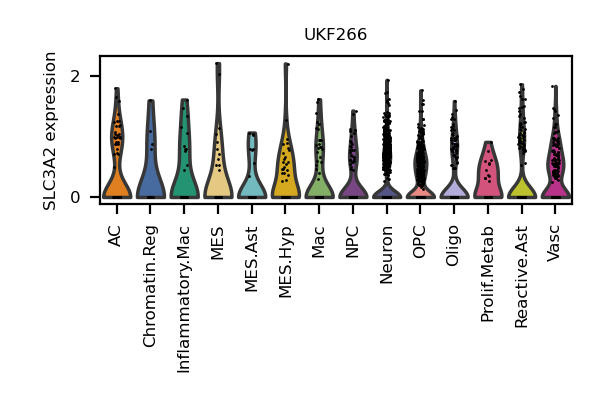 UKF266
SLC3A2 expression
2
0
AC
Chromatin.Reg
Inflammatory.Mac
MES
MES.Ast
MES.Hyp
Mac
NPC
Neuron
OPC
Oligo
Prolif.Metab
Reactive.Ast
Vasc